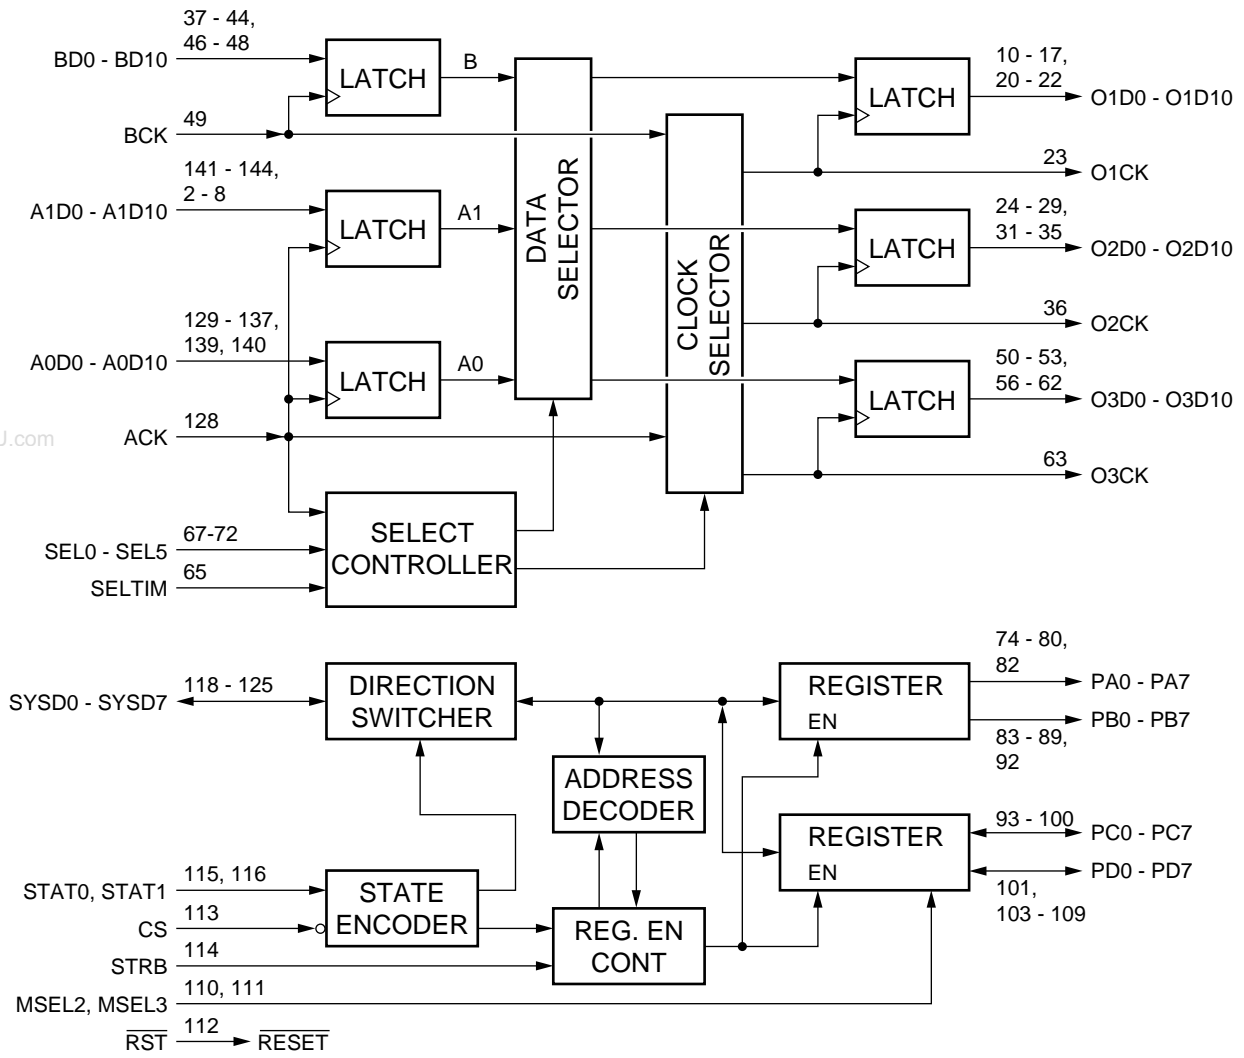 37 - 44,
46 - 48
BD0 - BD10
LATCH
B
10 - 17,
20 - 22
LATCH
O1D0 - O1D10
BCK
49
23
O1CK
141 - 144,
2 - 8
A1D0 - A1D10
LATCH
A1
DATA
SELECTOR
CLOCK
SELECTOR
24 - 29,
31 - 35
LATCH
O2D0 - O2D10
129 - 137,
139, 140
A0D0 - A0D10
LATCH
A0
36
O2CK
50 - 53,
56 - 62
LATCH
O3D0 - O3D10
J.com
ACK
128
63
O3CK
SEL0 - SEL5
67-72
SELECT
CONTROLLER
SELTIM
65
SYSD0 - SYSD7
118 - 125
DIRECTION
SWITCHER
REGISTER
EN
74 - 80,
82
PA0 - PA7
PB0 - PB7
83 - 89,
92
ADDRESS
DECODER
REGISTER
EN
93 - 100
PC0 - PC7
PD0 - PD7
101,
103 - 109
STAT0, STAT1
115, 116
STATE
ENCODER
CS
113
REG. EN
CONT
STRB
114
MSEL2, MSEL3
110, 111
RST
112
RESET